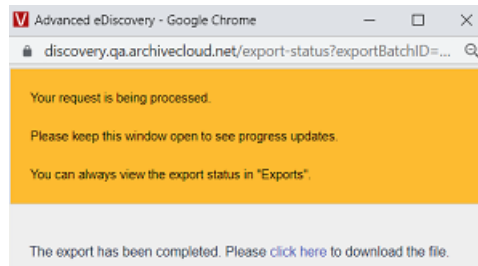 V Advanced eDiscovery - Google Chrome
discovery.qa.archivecloud.net/export-status?exportBatchID=...
Your request is being processed.
Please keep this window open to see progress updates.
You can always view the export status in "Exports".
The export has been completed. Please click here to download the file.